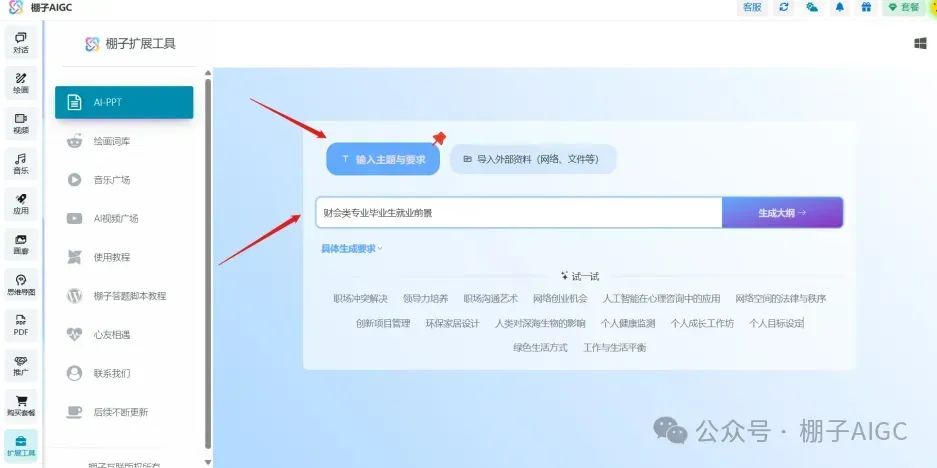 棚子AIGC
客服
套餐
对话
绘画
视频
音乐
应用
画廊
思维导图
PDF
推广
购买套餐
扩展工具
棚子扩展工具
AI-PPT
绘画词库
音乐广场
AI视频广场
使用教程
棚子答题脚本教程
心友相遇
联系我们
后续不断更新
棚子互联版权所有
输入主题与要求
导入外部资料（网络、文件等）
财会类专业毕业生就业前景
生成大纲→
具体生成要求
试一试
职场冲突解决 领导力培养 职场沟通艺术 网络创业机会 人工智能在心理咨询中的应用 网络空间的法律与秩序
创新项目管理 环保家居设计 人类对深海生物的影响 个人健康监测 个人成长工作坊 个人目标设定
绿色生活方式 工作与生活平衡
公众号 · 棚子AIGC